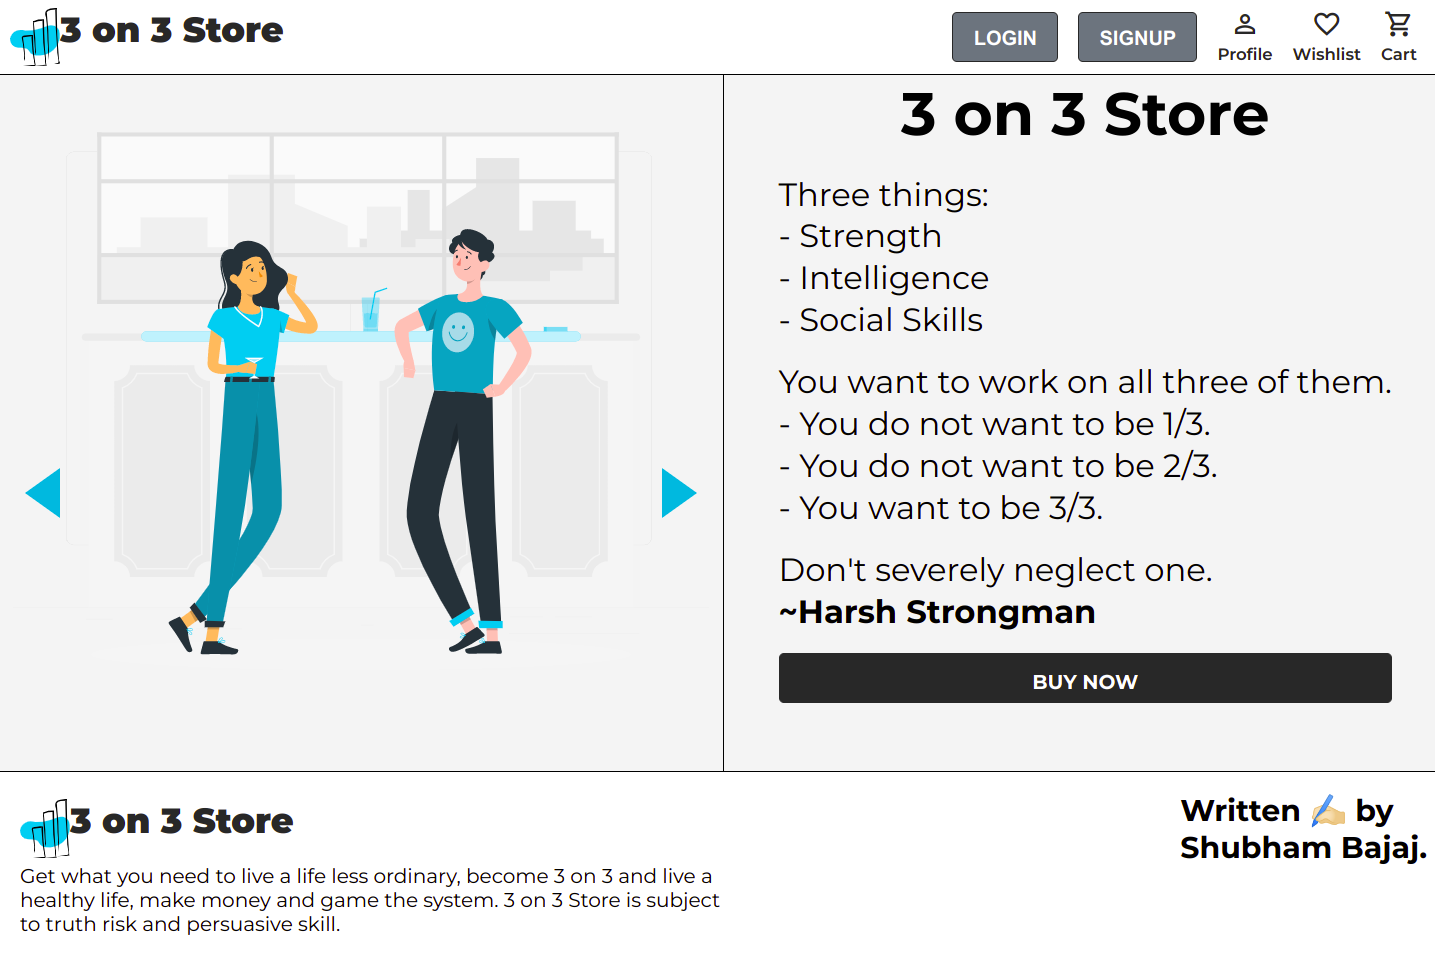 3 on 3 Store
LOGIN
SIGNUP
Profile
Wishlist
Cart
3 on 3 Store
Three things:
- Strength
- Intelligence
- Social Skills
You want to work on all three of them.
- You do not want to be 1/3.
- You do not want to be 2/3.
- You want to be 3/3.
Don't severely neglect one.
~Harsh Strongman
BUY NOW
3 on 3 Store
Get what you need to live a life less ordinary, become 3 on 3 and live a
healthy life, make money and game the system. 3 on 3 Store is subject
to truth risk and persuasive skill.
Written ✍🏼 by
Shubham Bajaj.